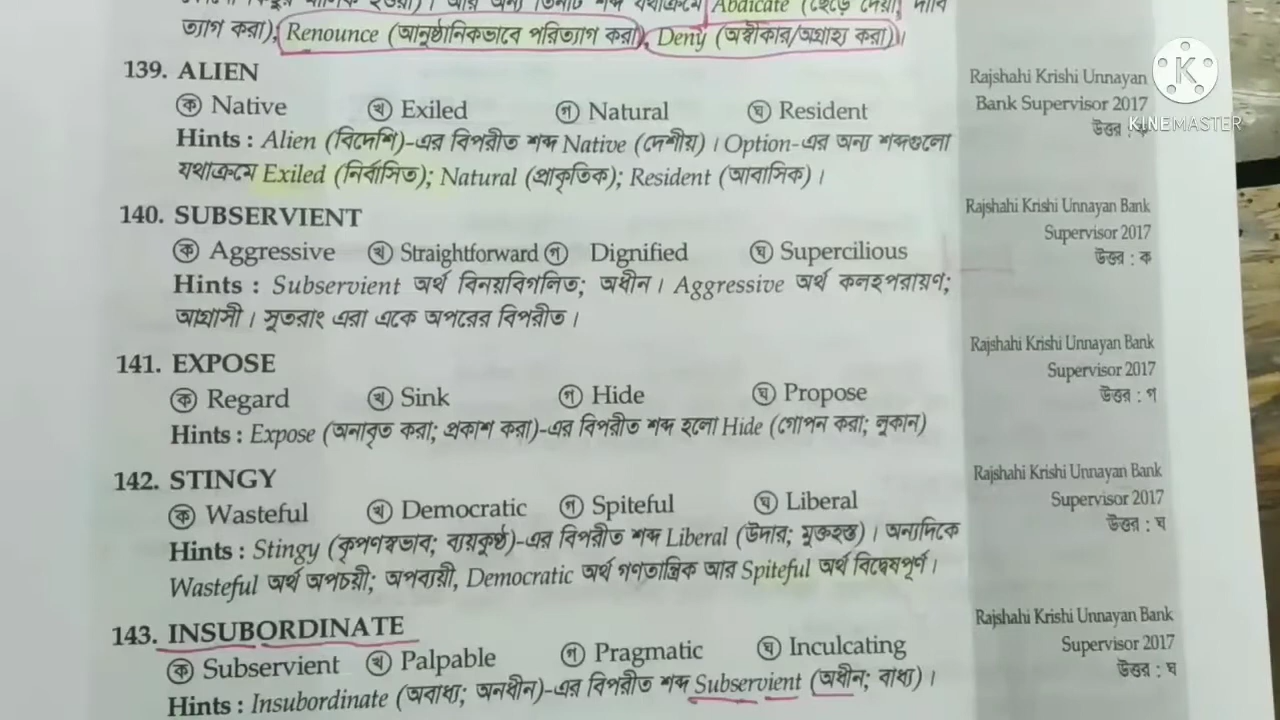 Abdicate (ছেড়ে দেয়া; দাবি
ত্যাগ করা); Renounce (আনুষ্ঠানিকভাবে পরিত্যাগ করা), Deny (অস্বীকার/অগ্রাহ্য করা)।
139. ALIEN
Rajshahi Krishi Unnayan
Bank Supervisor 2017
উত্তর :
K
KINEMASTER
ক Native খ Exiled গ Natural ঘ Resident
Hints : Alien (বিদেশি)-এর বিপরীত শব্দ Native (দেশীয়)। Option-এর অন্য শব্দগুলো
যথাক্রমে Exiled (নির্বাসিত); Natural (প্রাকৃতিক); Resident (আবাসিক)।
140. SUBSERVIENT
Rajshahi Krishi Unnayan Bank
Supervisor 2017
উত্তর : ক
ক Aggressive খ Straightforward গ Dignified ঘ Supercilious
Hints : Subservient অর্থ বিনয়বিগলিত; অধীন। Aggressive অর্থ কলহপরায়ণ;
আগ্রাসী। সুতরাং এরা একে অপরের বিপরীত।
141. EXPOSE
Rajshahi Krishi Unnayan Bank
Supervisor 2017
উত্তর : গ
ক Regard খ Sink গ Hide ঘ Propose
Hints : Expose (অনাবৃত করা; প্রকাশ করা)-এর বিপরীত শব্দ হলো Hide (গোপন করা; লুকান)
142. STINGY
Rajshahi Krishi Unnayan Bank
Supervisor 2017
উত্তর : ঘ
ক Wasteful খ Democratic গ Spiteful ঘ Liberal
Hints : Stingy (কৃপণস্বভাব; ব্যয়কুণ্ঠ)-এর বিপরীত শব্দ Liberal (উদার; মুক্তহস্ত)। অন্যদিকে
Wasteful অর্থ অপচয়ী; অপব্যয়ী, Democratic অর্থ গণতান্ত্রিক আর Spiteful অর্থ বিদ্বেষপূর্ণ।
143. INSUBORDINATE
Rajshahi Krishi Unnayan Bank
Supervisor 2017
উত্তর : ঘ
ক Subservient খ Palpable গ Pragmatic ঘ Inculcating
Hints : Insubordinate (অবাধ্য; অনধীন)-এর বিপরীত শব্দ Subservient (অধীন; বাধ্য)।